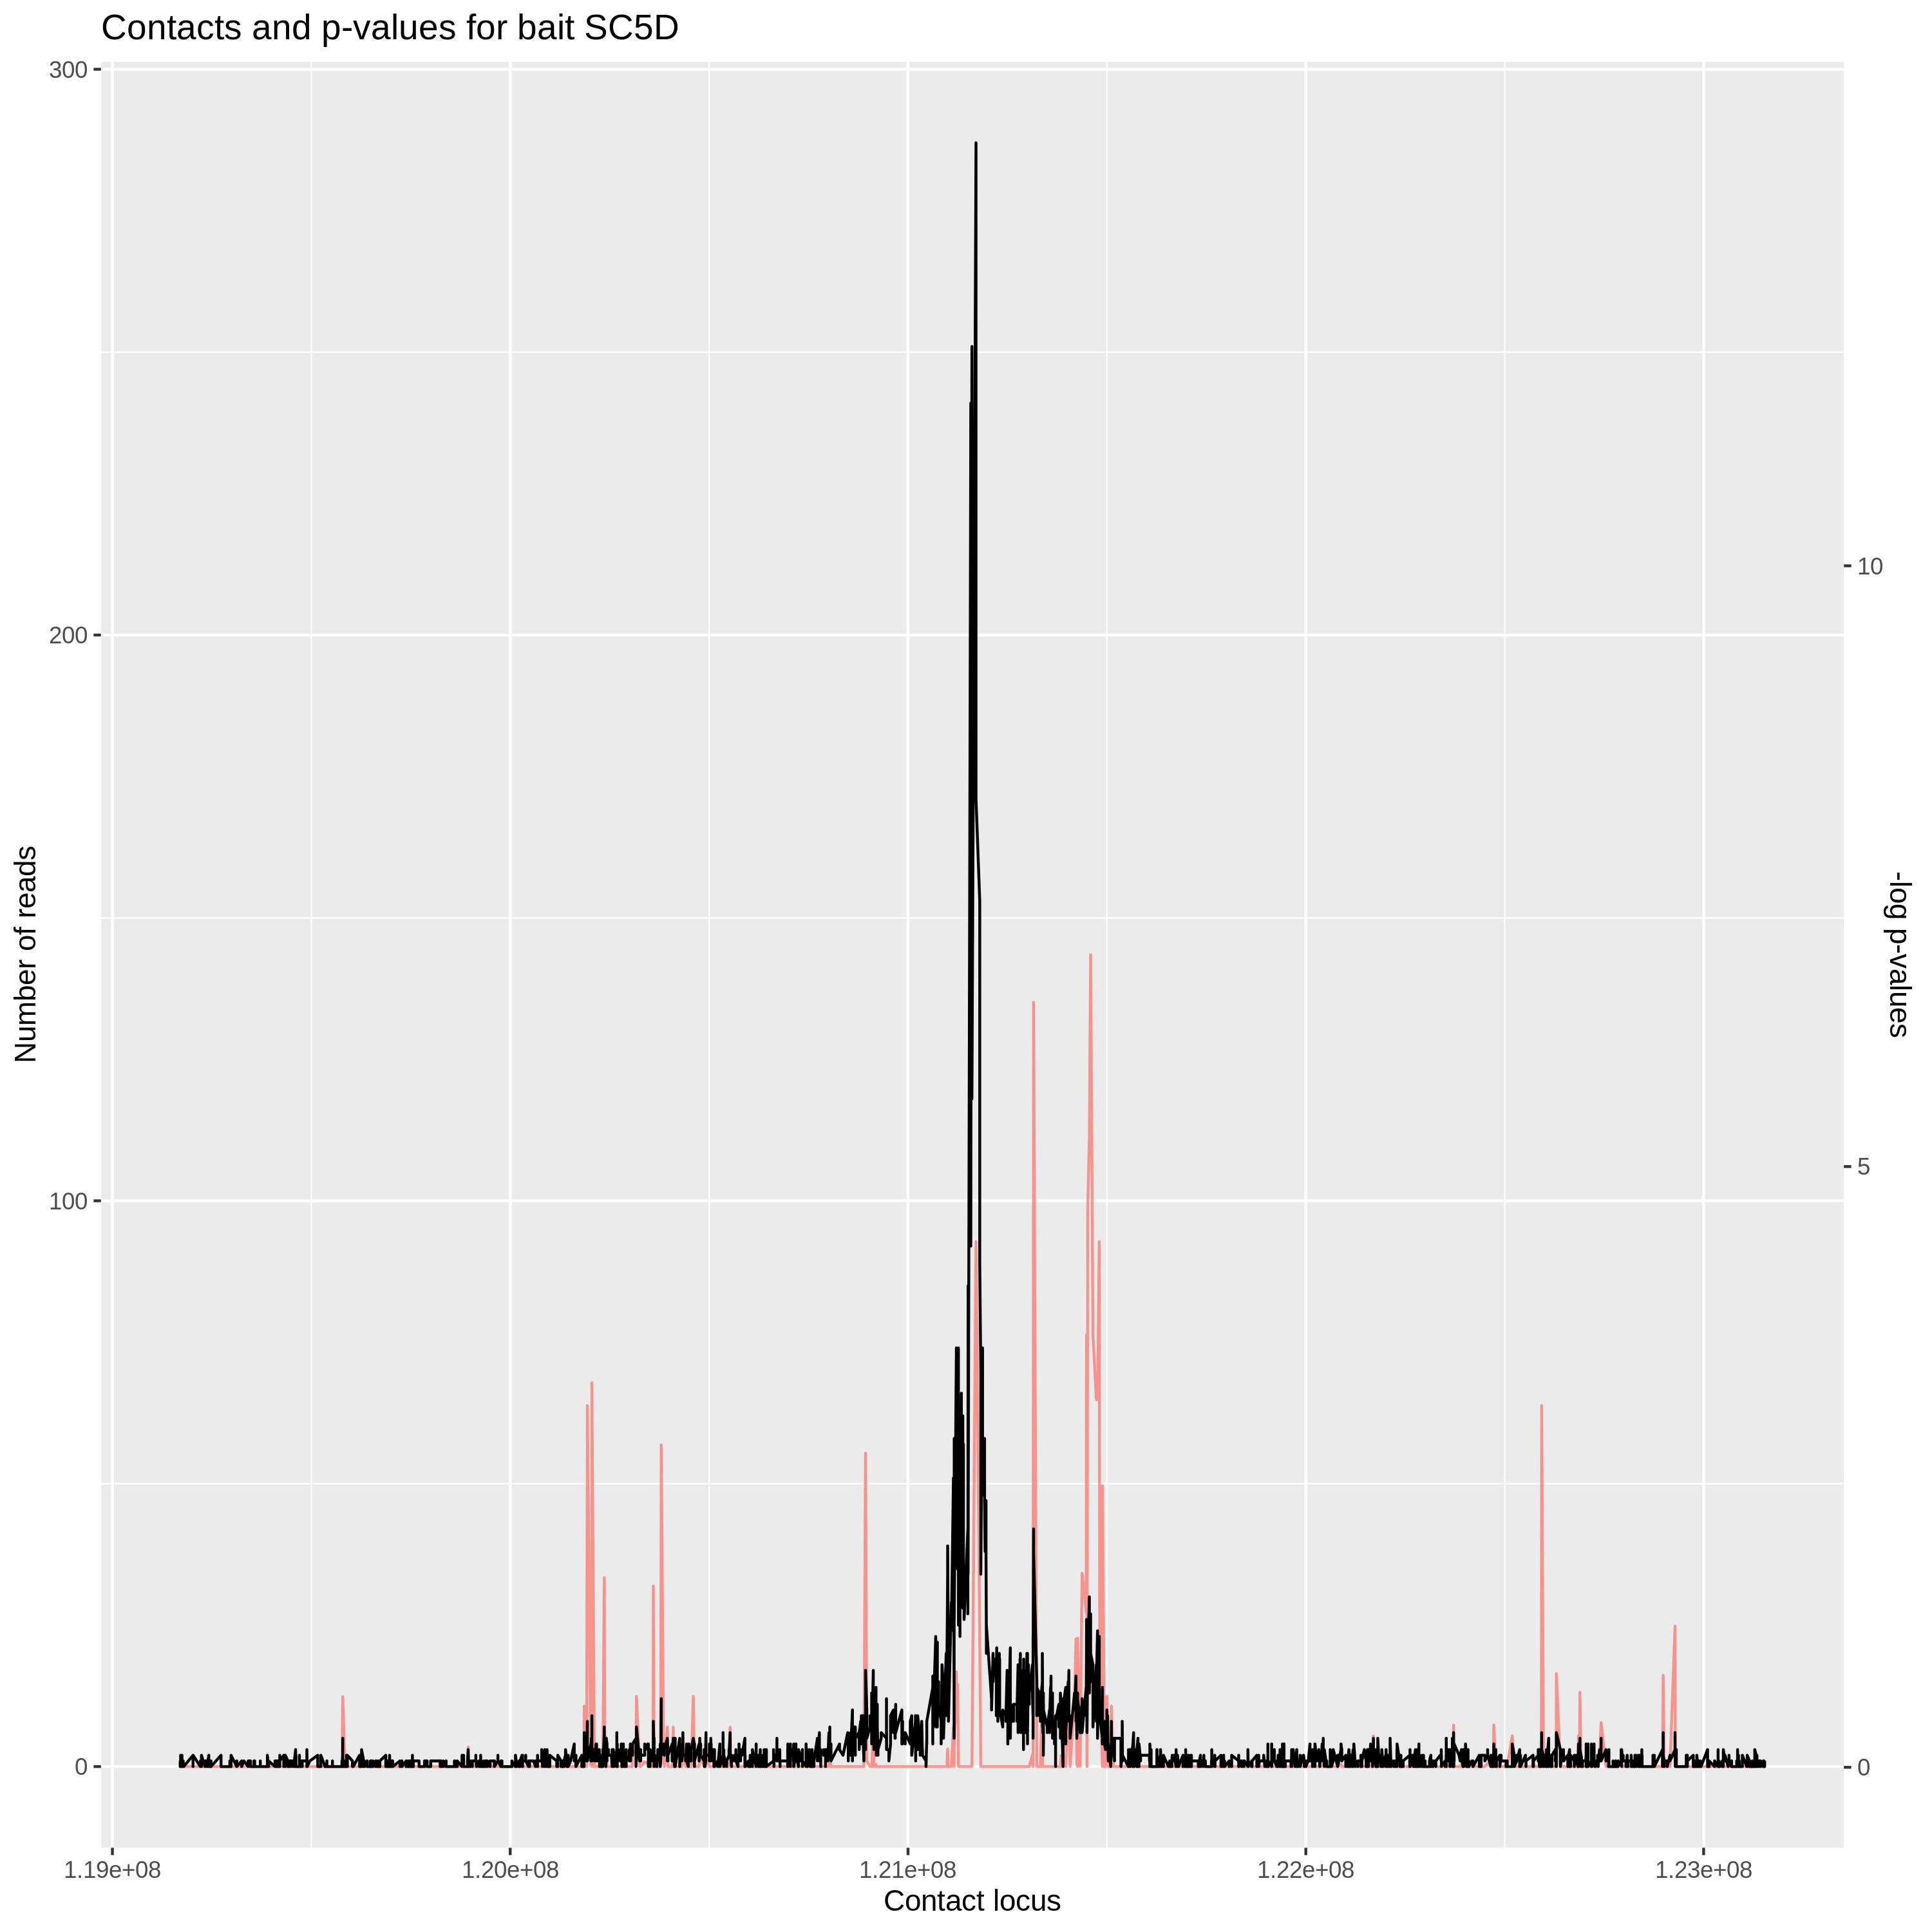 Contacts and p-values for bait SC5D
300
200
100
0
Number of reads
10
5
0
-log p-values
1.19e+08
1.20e+08
1.21e+08
1.22e+08
1.23e+08
Contact locus